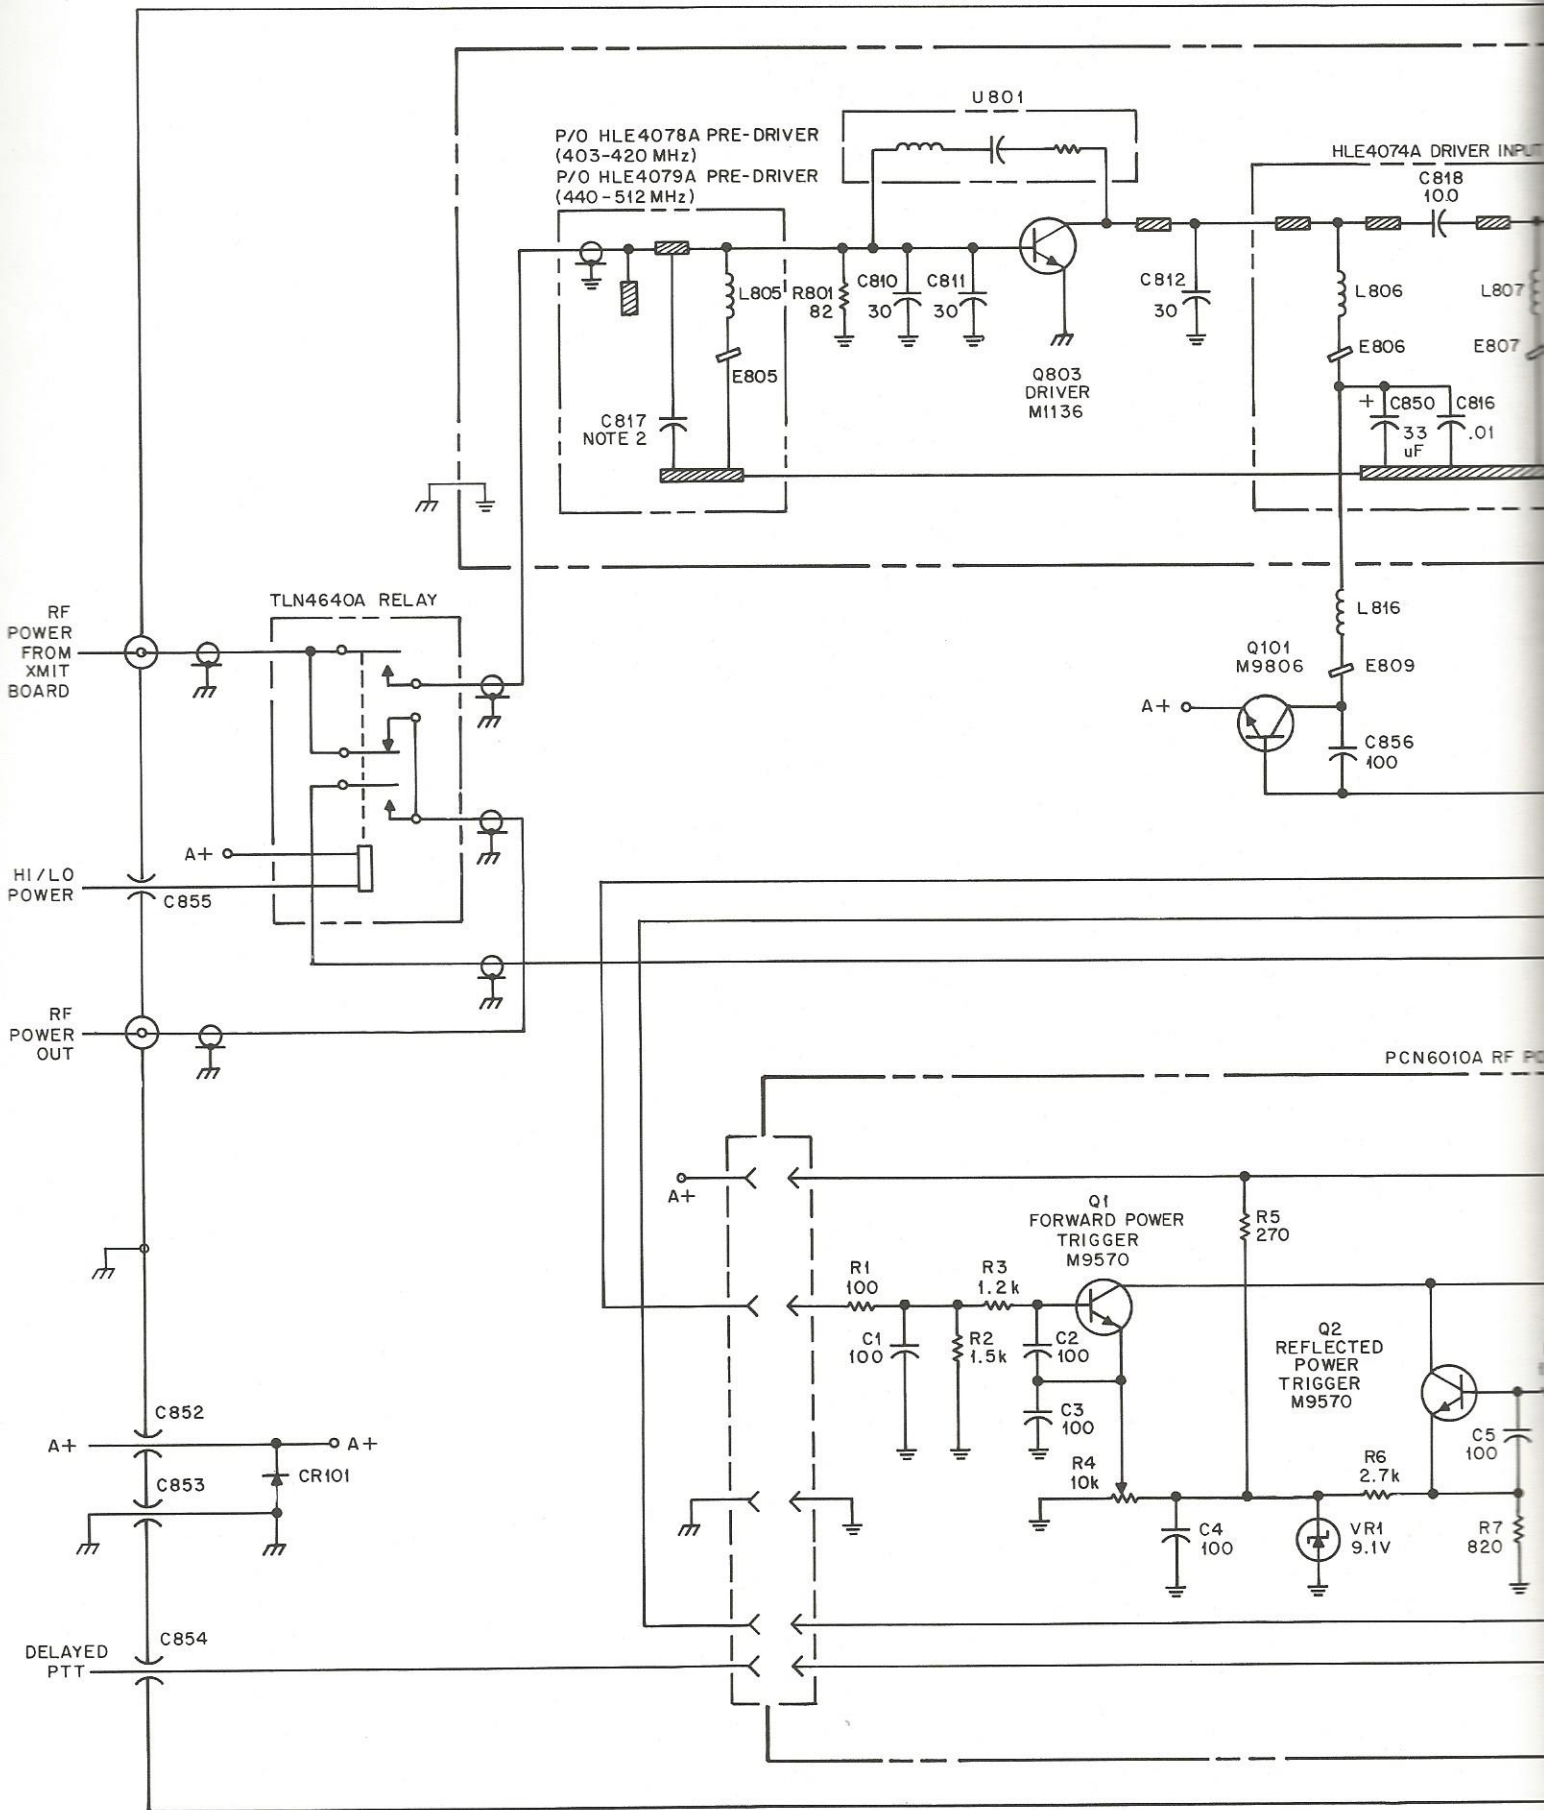 U801
P/O HLE4078A PRE-DRIVER
(403-420 MHz)
P/O HLE4079A PRE-DRIVER
(440-512 MHz)
HLE4074A DRIVER INPUT
C818
10.0
L805
R801
82
C810
30
C811
30
C812
30
L806
L807
E805
E806
E807
Q803
DRIVER
M1136
C817
NOTE 2
+
C850
33
uF
C816
.01
TLN4640A RELAY
RF
POWER
FROM
XMIT
BOARD
L816
Q101
M9806
E809
A+
C856
100
A+
HI/LO
POWER
C855
RF
POWER
OUT
PCN6010A RF
A+
Q1
FORWARD POWER
TRIGGER
M9570
R5
270
R1
100
R3
1.2k
C1
100
R2
1.5k
C2
100
Q2
REFLECTED
POWER
TRIGGER
M9570
C3
100
C5
100
R4
10k
R6
2.7k
C4
100
VR1
9.1V
R7
820
C852
A+
A+
C853
CR101
C854
DELAYED
PTT